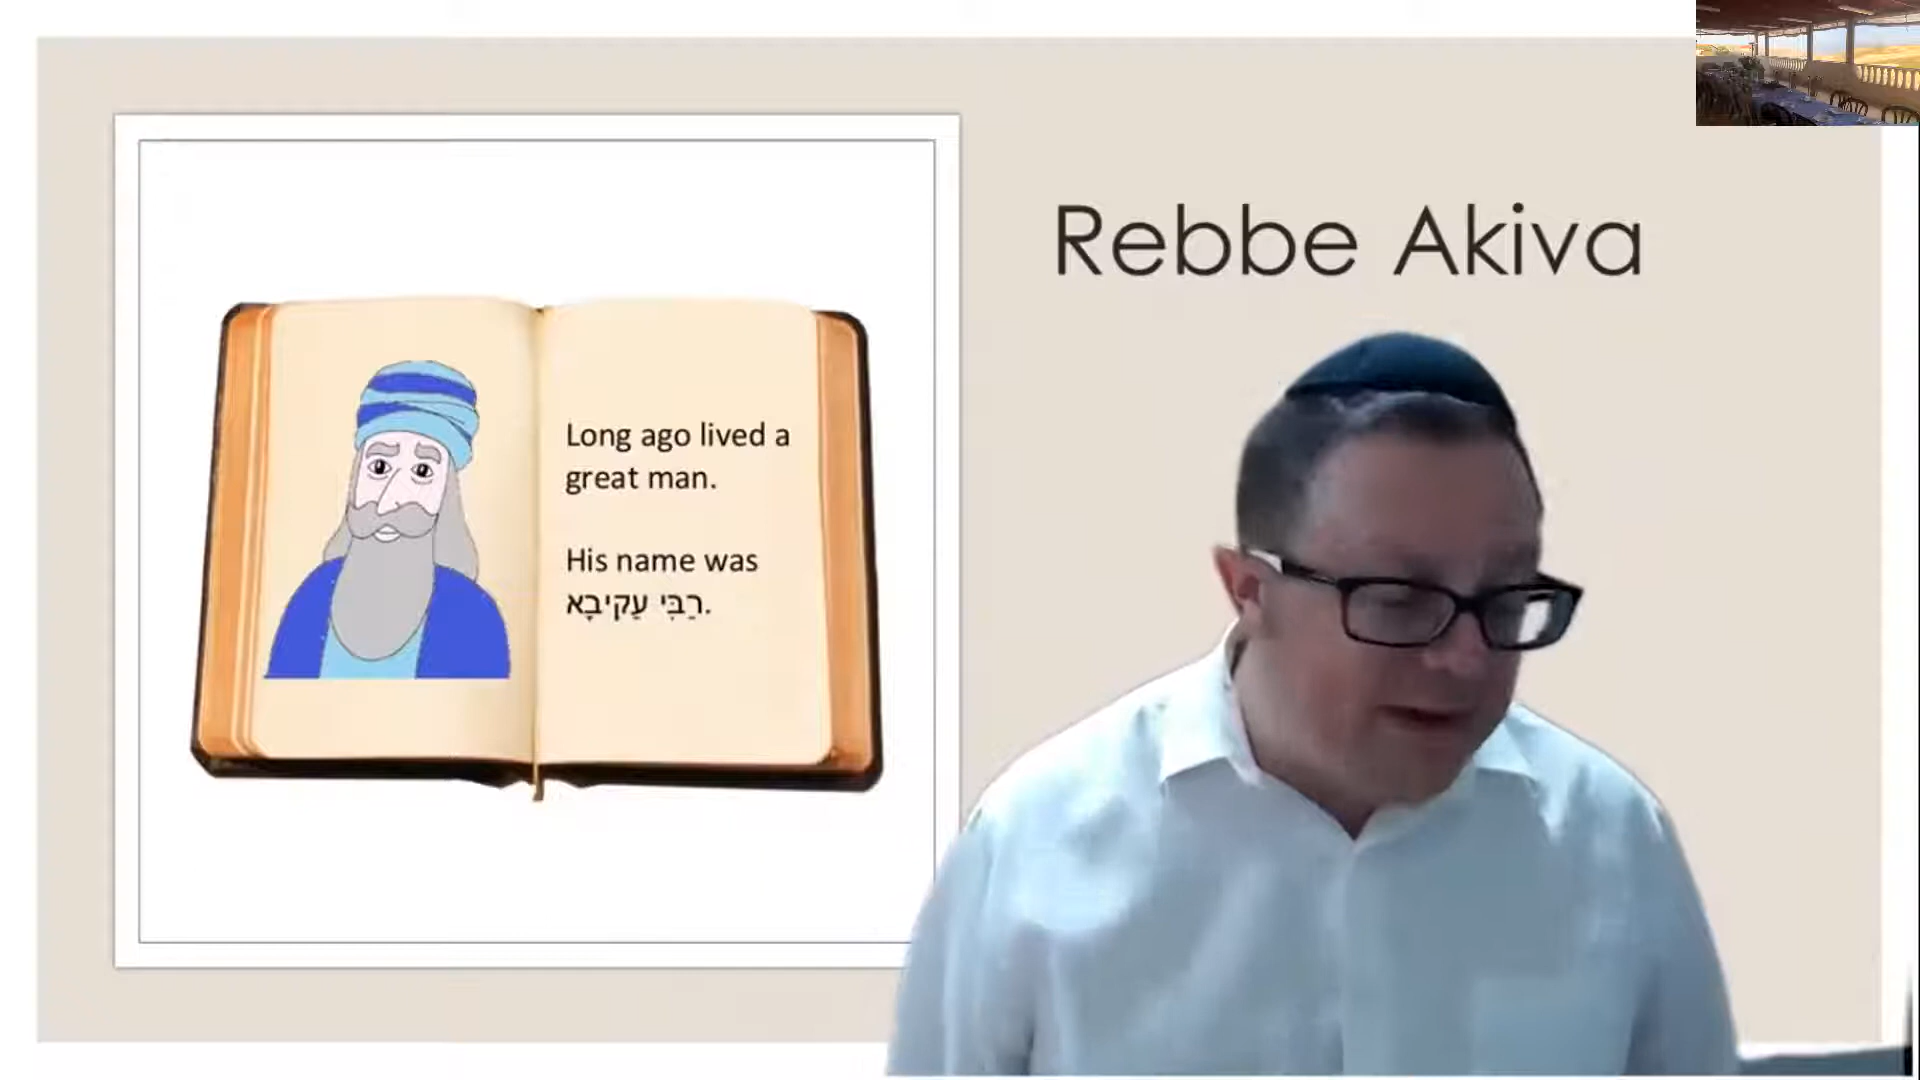 Rebbe Akiva
Long ago lived a
great man.
His name was
רַבִּי עֲקִיבָא.